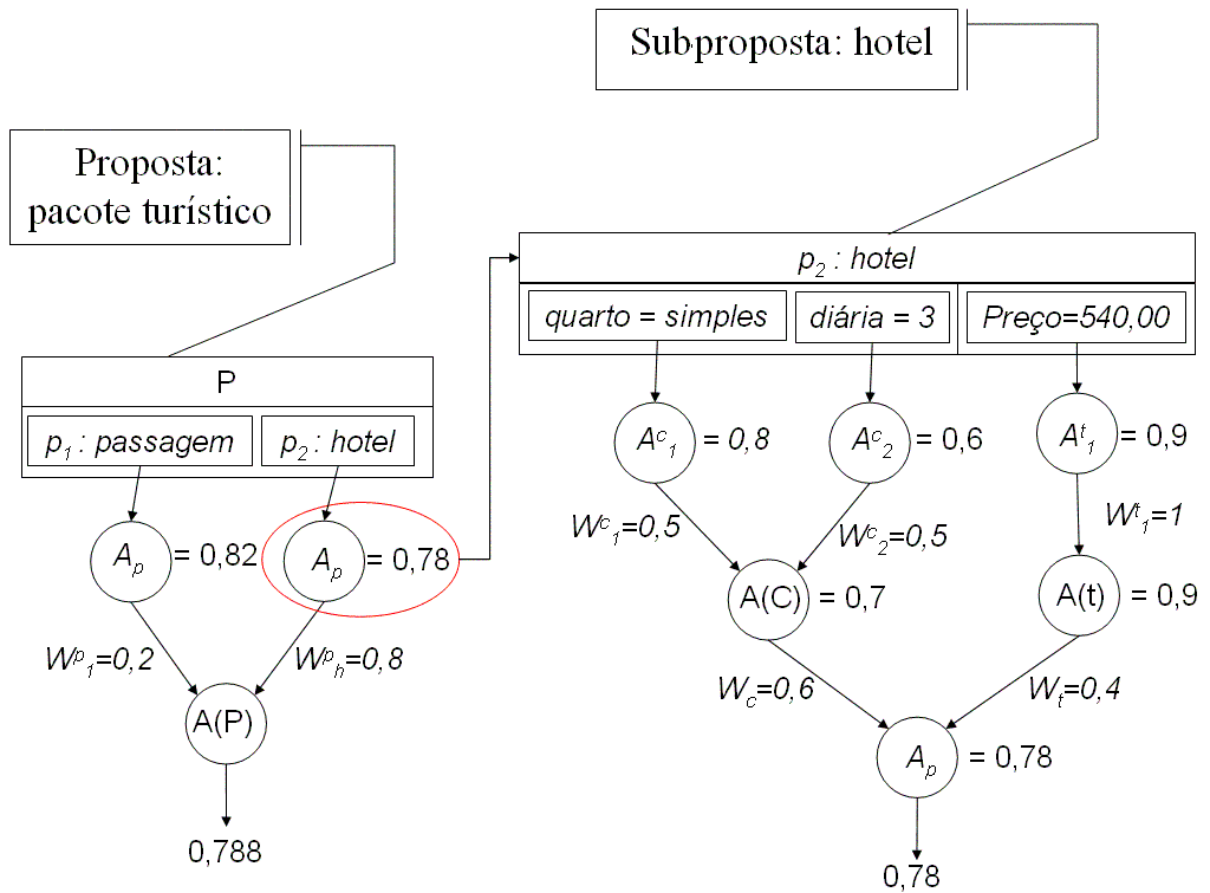 Subproposta: hotel
Proposta:
pacote turístico
p₂ : hotel
quarto = simples
diária = 3
Preço=540,00
P
p₁ : passagem
p₂ : hotel
Aᶜ₁ = 0,8
Aᶜ₂ = 0,6
Aᵗ₁ = 0,9
Wᶜ₁=0,5
Wᶜ₂=0,5
Wᵗ₁=1
Aₚ = 0,82
Aₚ = 0,78
A(C) = 0,7
A(t) = 0,9
Wᵖ₁=0,2
Wᵖₕ=0,8
W꜀=0,6
Wₜ=0,4
A(P)
Aₚ = 0,78
0,788
0,78